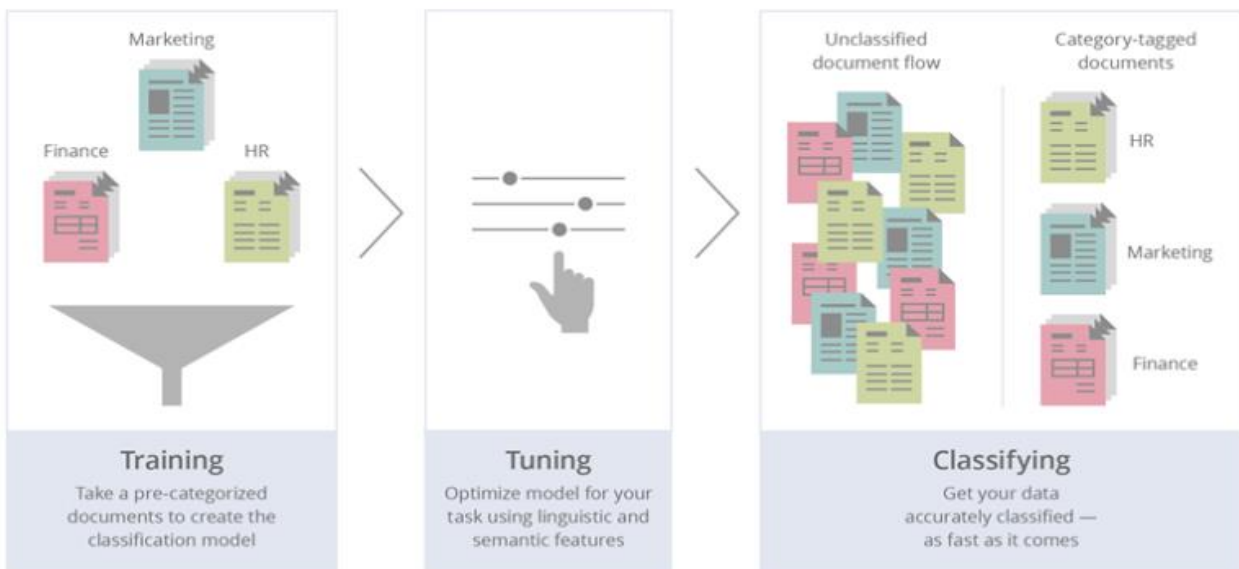 Marketing
Finance
HR
Training
Take a pre-categorized
documents to create the
classification model
Tuning
Optimize model for your
task using linguistic and
semantic features
Unclassified
document flow
Category-tagged
documents
HR
Marketing
Finance
Classifying
Get your data
accurately classified —
as fast as it comes